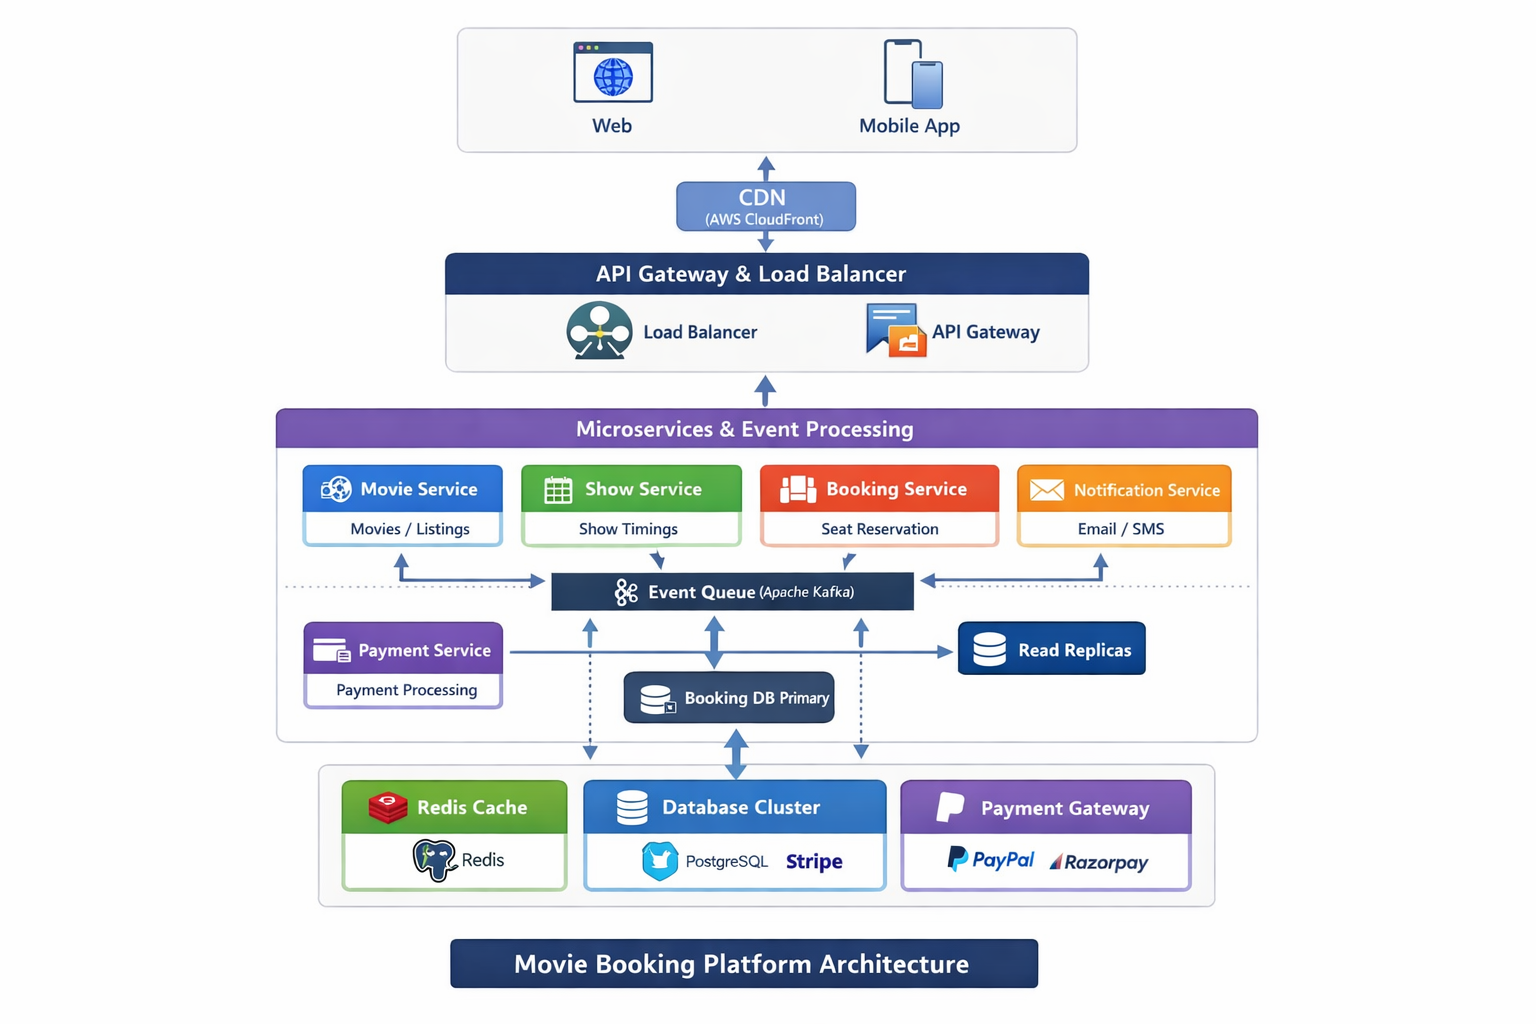 Web
Mobile App
CDN
(AWS CloudFront)
API Gateway & Load Balancer
Load Balancer
API Gateway
Microservices & Event Processing
Movie Service
Movies / Listings
Show Service
Show Timings
Booking Service
Seat Reservation
Notification Service
Email / SMS
Event Queue (Apache Kafka)
Payment Service
Payment Processing
Read Replicas
Booking DB Primary
Redis Cache
Redis
Database Cluster
PostgreSQL
Stripe
Payment Gateway
PayPal
Razorpay
Movie Booking Platform Architecture